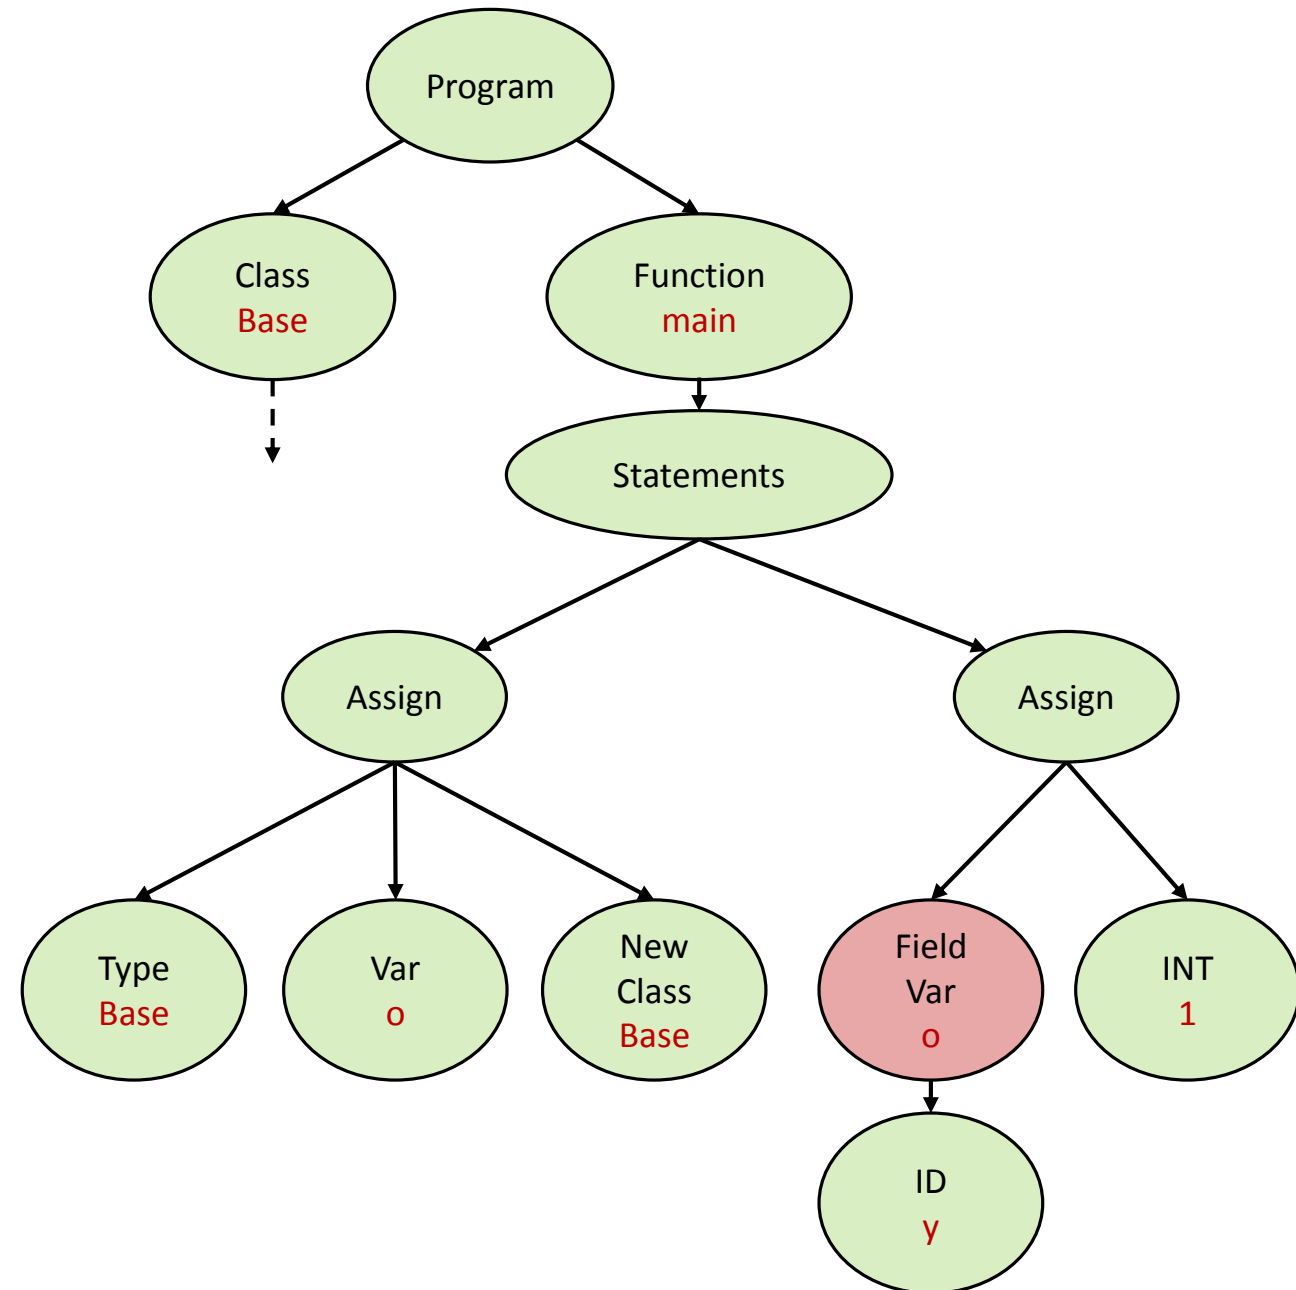 Program
Class
Base
Function
main
Statements
Assign
Assign
Type
Base
Var
o
New
Class
Base
Field
Var
o
INT
1
ID
y